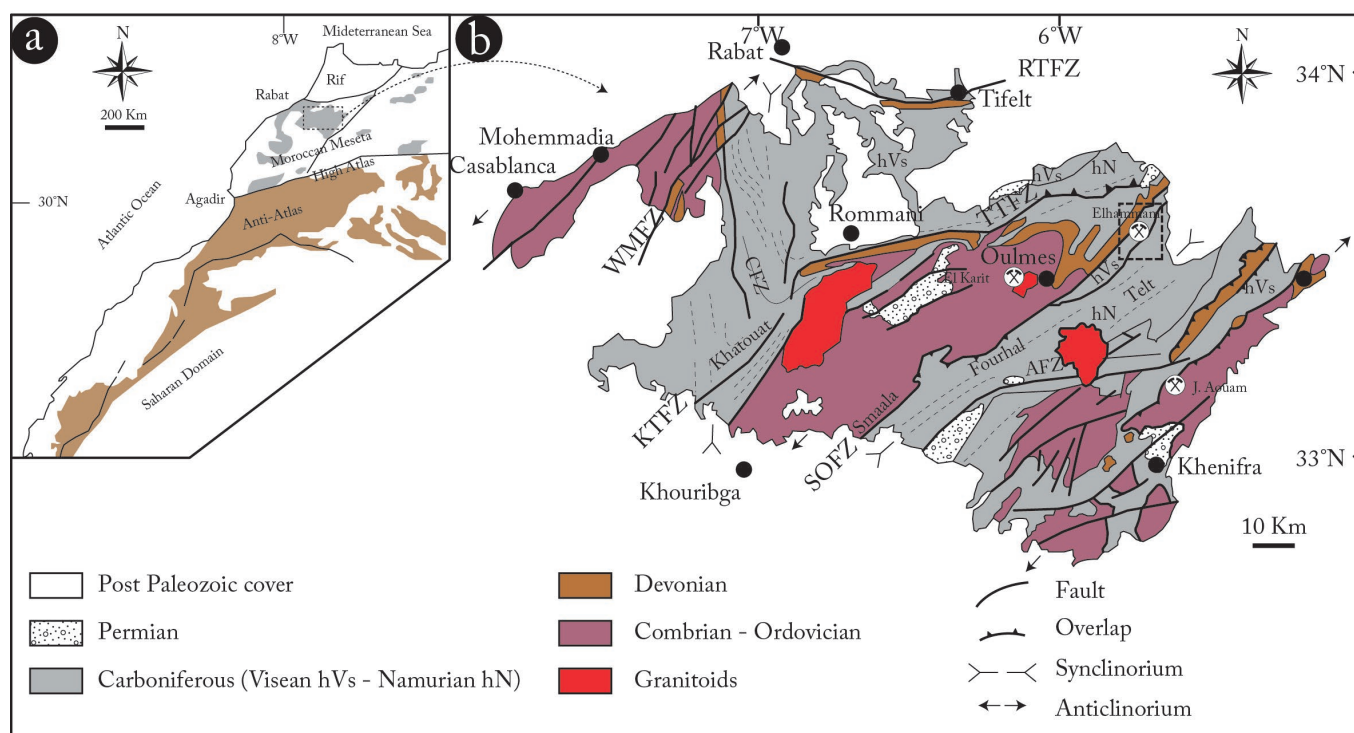 a
8°W
Mideterranean Sea
N
200 Km
Rif
Rabat
Moroccan Meseta
High Atlas
Agadir
Anti-Atlas
30°N
Atlantic Ocean
Saharan Domain
b
7°W
6°W
N
34°N
33°N
Rabat
RTFZ
Tifelt
Mohemmadia
Casablanca
hVs
hVs
hN
WMFZ
CFZ
Rommani
TTFZ
Elhammam
Oulmes
El Karit
hVs
Telt
hVs
hN
Khatouat
Fourhal
AFZ
J. Aouam
KTFZ
Smaala
SOFZ
Khouribga
Khenifra
10 Km
Post Paleozoic cover
Permian
Carboniferous (Visean hVs - Namurian hN)
Devonian
Combrian - Ordovician
Granitoids
Fault
Overlap
Synclinorium
Anticlinorium